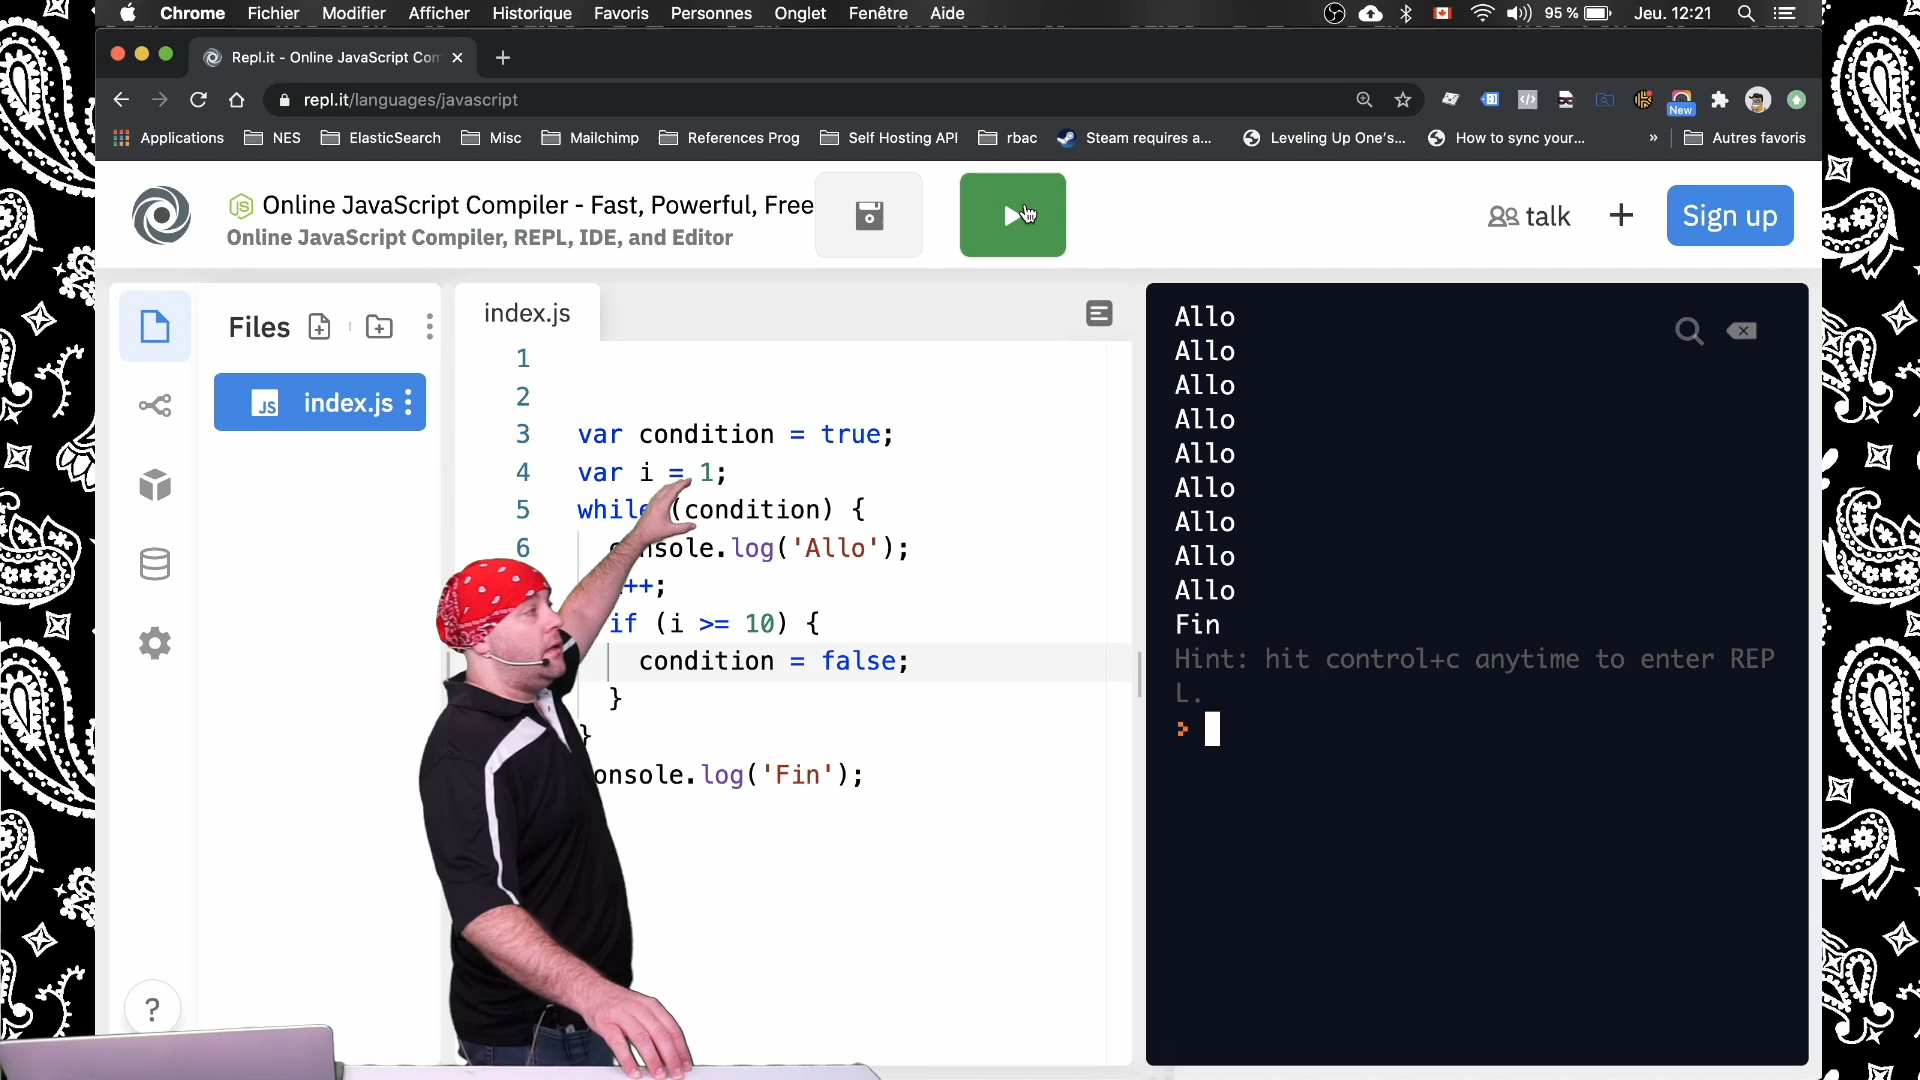 Chrome Fichier Modifier Afficher Historique Favoris Personnes Onglet Fenêtre Aide 95 % Jeu. 12:21
Repl.it - Online JavaScript Com
repl.it/languages/javascript
New
Applications NES ElasticSearch Misc Mailchimp References Prog Self Hosting API rbac Steam requires a... Leveling Up One's... How to sync your... » Autres favoris
Online JavaScript Compiler - Fast, Powerful, Free
Online JavaScript Compiler, REPL, IDE, and Editor
talk + Sign up
Files
JS index.js
index.js
1
2
3 var condition = true;
4 var i = 1;
5 while (condition) {
6 console.log('Allo');
++;
if (i >= 10) {
condition = false;
}
}
onsole.log('Fin');
?
Allo
Allo
Allo
Allo
Allo
Allo
Allo
Allo
Allo
Fin
Hint: hit control+c anytime to enter REP
L.
>